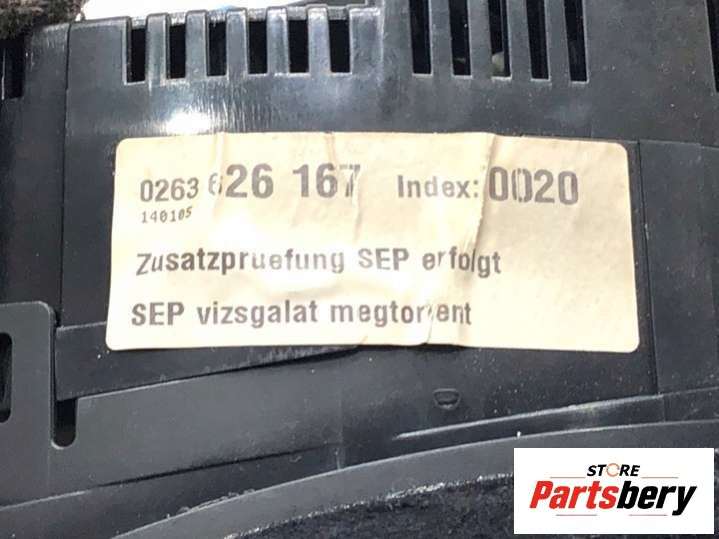 0263 626 167 Index: 0020
140105
Zusatzpruefung SEP erfolgt
SEP vizsgalat megtortent
STORE
Partsbery